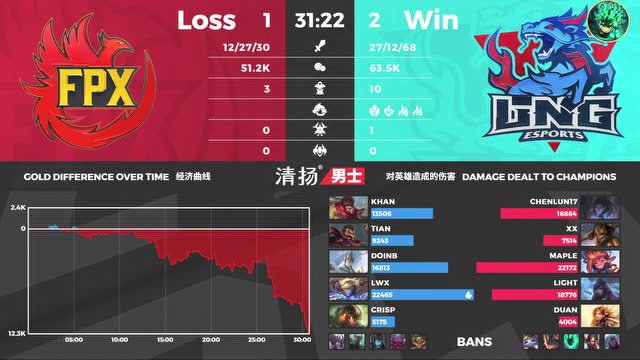 Loss 1 31:22 2 Win
12/27/30 27/12/68
51.2K 63.5K
3 10
0 1
0 0
FPX
LNG
ESPORTS
GOLD DIFFERENCE OVER TIME 经济曲线
清扬® 男士
对英雄造成的伤害 DAMAGE DEALT TO CHAMPIONS
2.4K
0
12.3K
05:00 10:00 15:00 20:00 25:00 30:00
KHAN CHENLUN17
13506 16864
TIAN XX
9243 7514
DOINB MAPLE
16813 22172
LWX LIGHT
22465 18776
CRISP DUAN
5175 4004
BANS